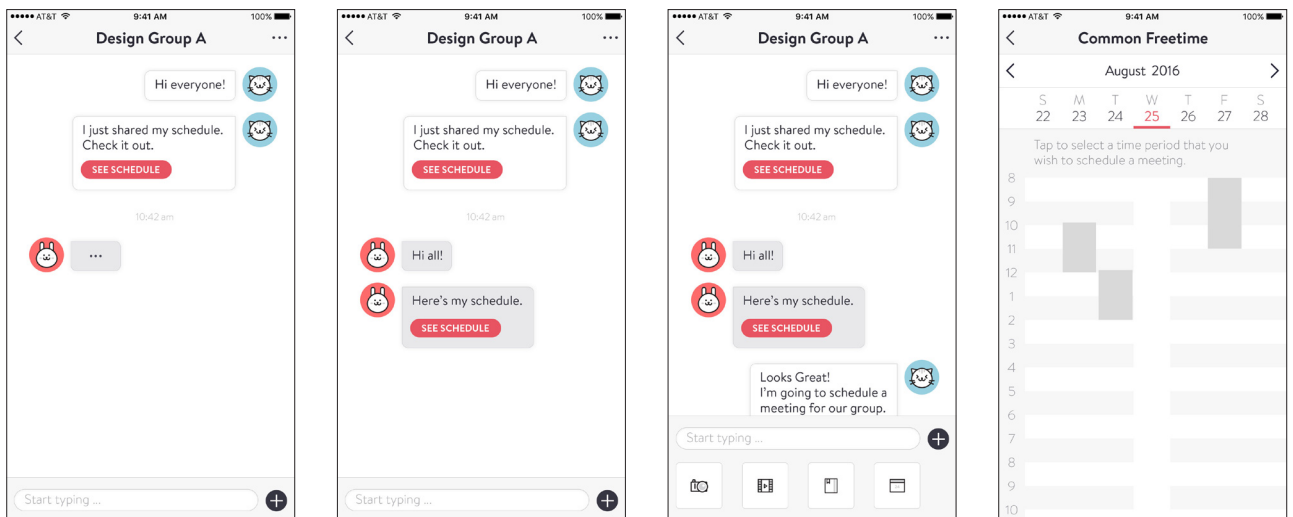 AT&T 9:41 AM 100%
Design Group A
Hi everyone!
I just shared my schedule.
Check it out.
SEE SCHEDULE
10:42 am
...
Start typing ...
AT&T 9:41 AM 100%
Design Group A
Hi everyone!
I just shared my schedule.
Check it out.
SEE SCHEDULE
10:42 am
Hi all!
Here's my schedule.
SEE SCHEDULE
Start typing ...
AT&T 9:41 AM 100%
Design Group A
Hi everyone!
I just shared my schedule.
Check it out.
SEE SCHEDULE
10:42 am
Hi all!
Here's my schedule.
SEE SCHEDULE
Looks Great!
I'm going to schedule a
meeting for our group.
Start typing ...
AT&T 9:41 AM 100%
Common Freetime
August 2016
S M T W T F S
22 23 24 25 26 27 28
Tap to select a time period that you
wish to schedule a meeting.
8
9
10
11
12
1
2
3
4
5
6
7
8
9
10